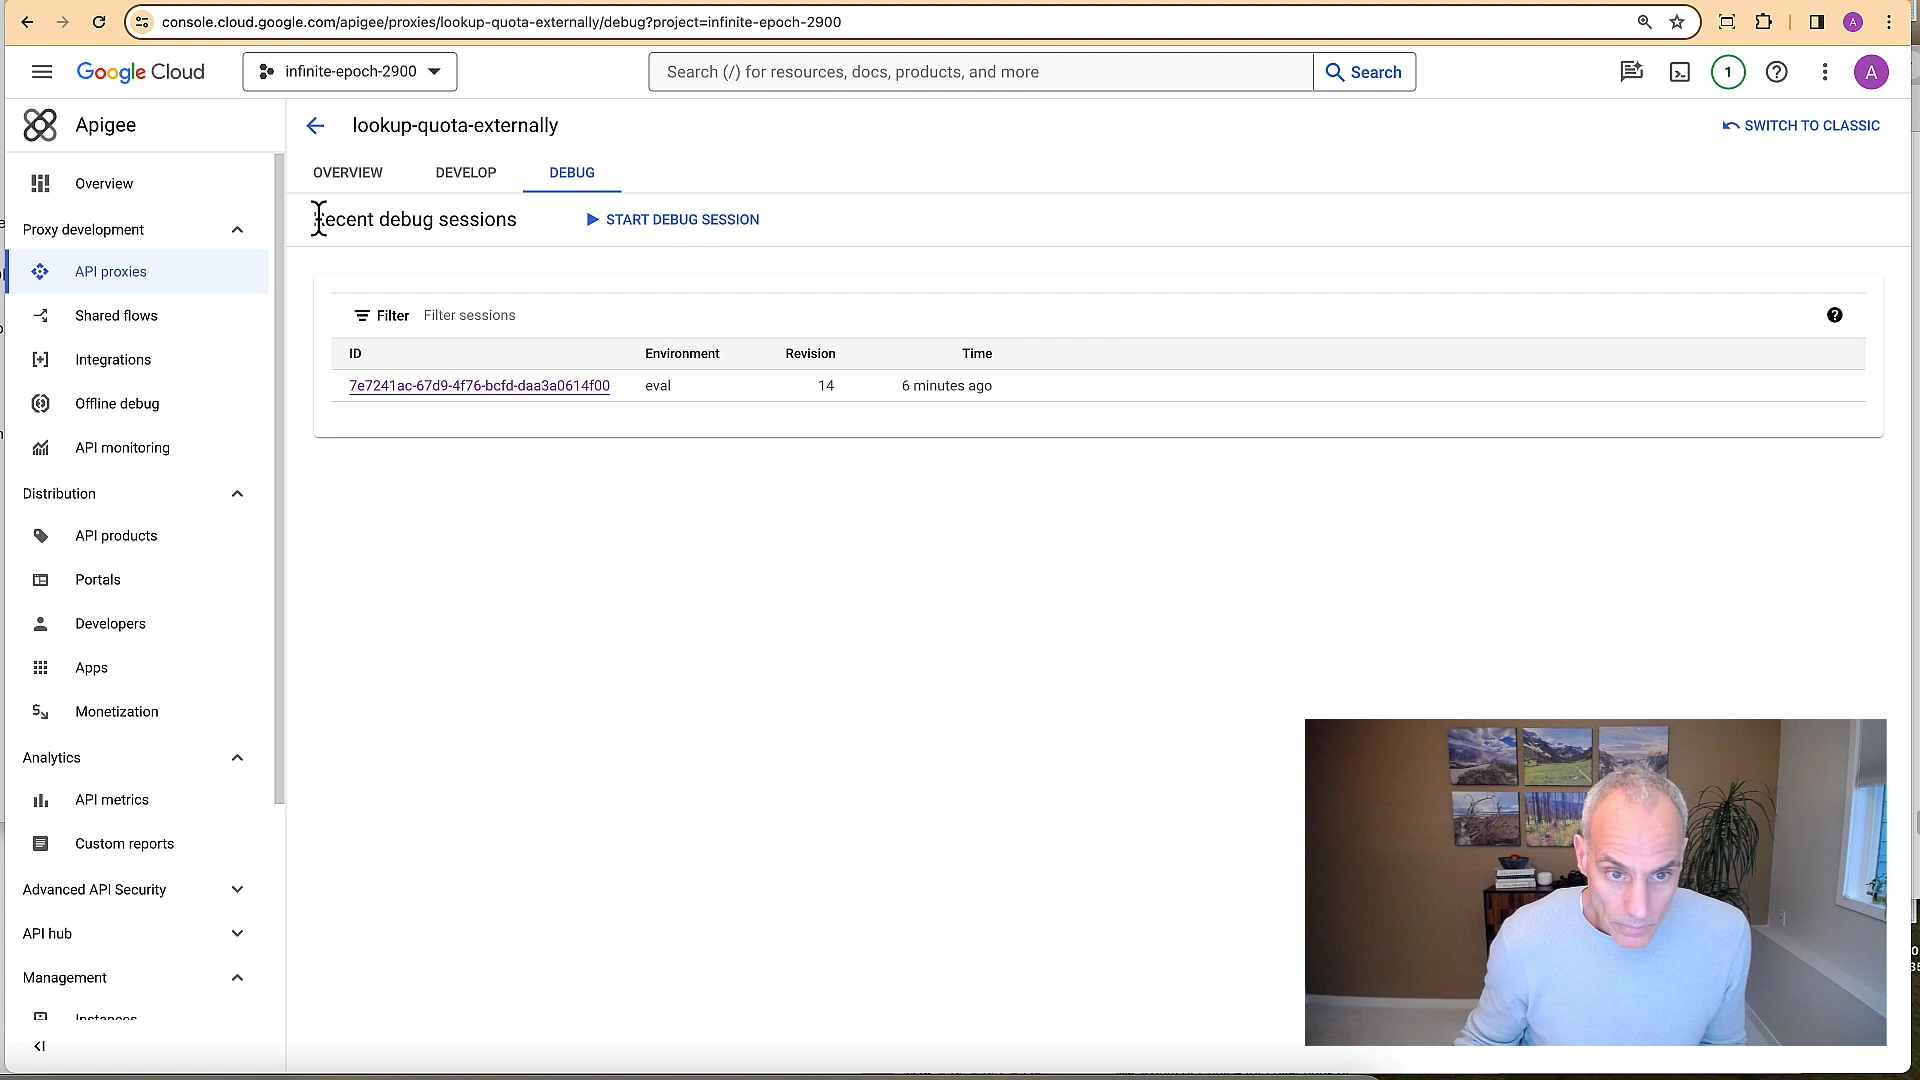 console.cloud.google.com/apigee/proxies/lookup-quota-externally/debug?project=infinite-epoch-2900
A
Google Cloud
infinite-epoch-2900
Search (/) for resources, docs, products, and more
Search
1
A
Apigee
lookup-quota-externally
SWITCH TO CLASSIC
OVERVIEW
DEVELOP
DEBUG
Recent debug sessions
START DEBUG SESSION
Overview
Proxy development
API proxies
Shared flows
Integrations
Offline debug
API monitoring
Distribution
API products
Portals
Developers
Apps
Monetization
Analytics
API metrics
Custom reports
Advanced API Security
API hub
Management
Instances
Filter
Filter sessions
ID
Environment
Revision
Time
7e7241ac-67d9-4f76-bcfd-daa3a0614f00
eval
14
6 minutes ago